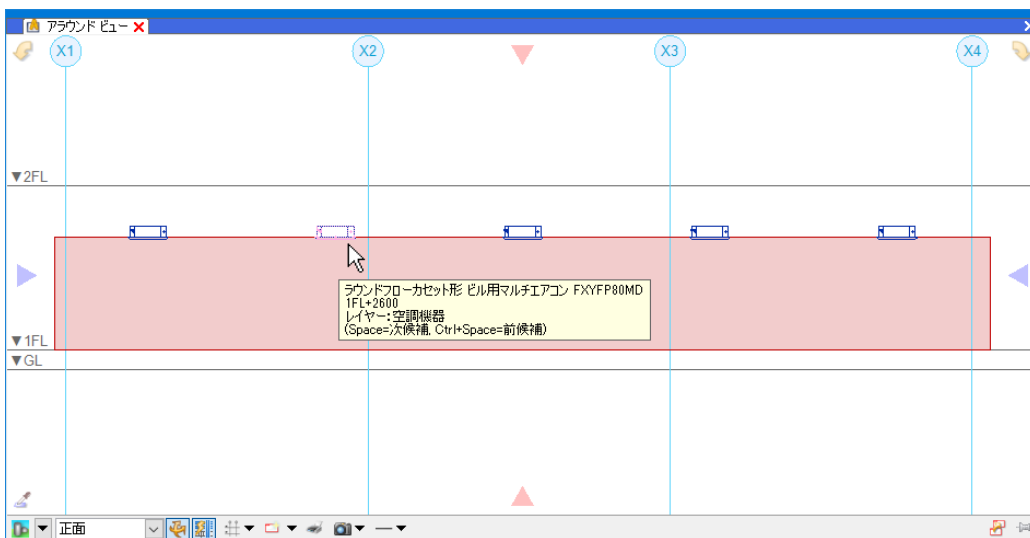 アラウンド ビュー
X1
X2
X3
X4
▼2FL
ラウンドフローカセット形 ビル用マルチエアコン FXYFP80MD
1FL+2600
レイヤー:空調機器
(Space=次候補, Ctrl+Space=前候補)
▼1FL
▼GL
正面